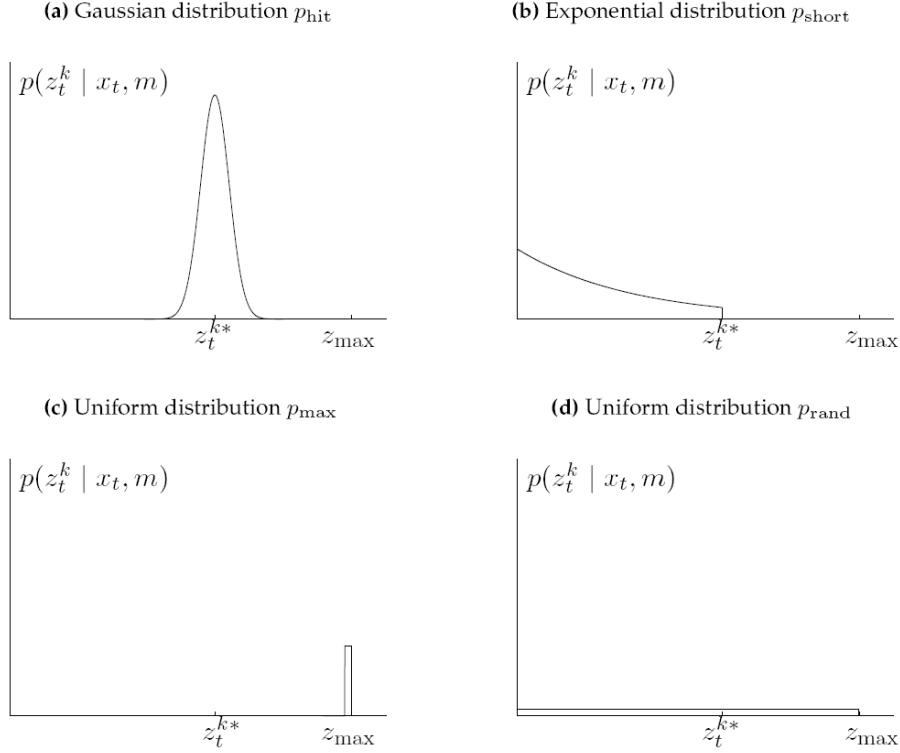 (a) Gaussian distribution p_hit
(b) Exponential distribution p_short
p(z_t^k | x_t, m)
p(z_t^k | x_t, m)
z_t^{k*} z_max
z_t^{k*} z_max
(c) Uniform distribution p_max
(d) Uniform distribution p_rand
p(z_t^k | x_t, m)
p(z_t^k | x_t, m)
z_t^{k*} z_max
z_t^{k*} z_max